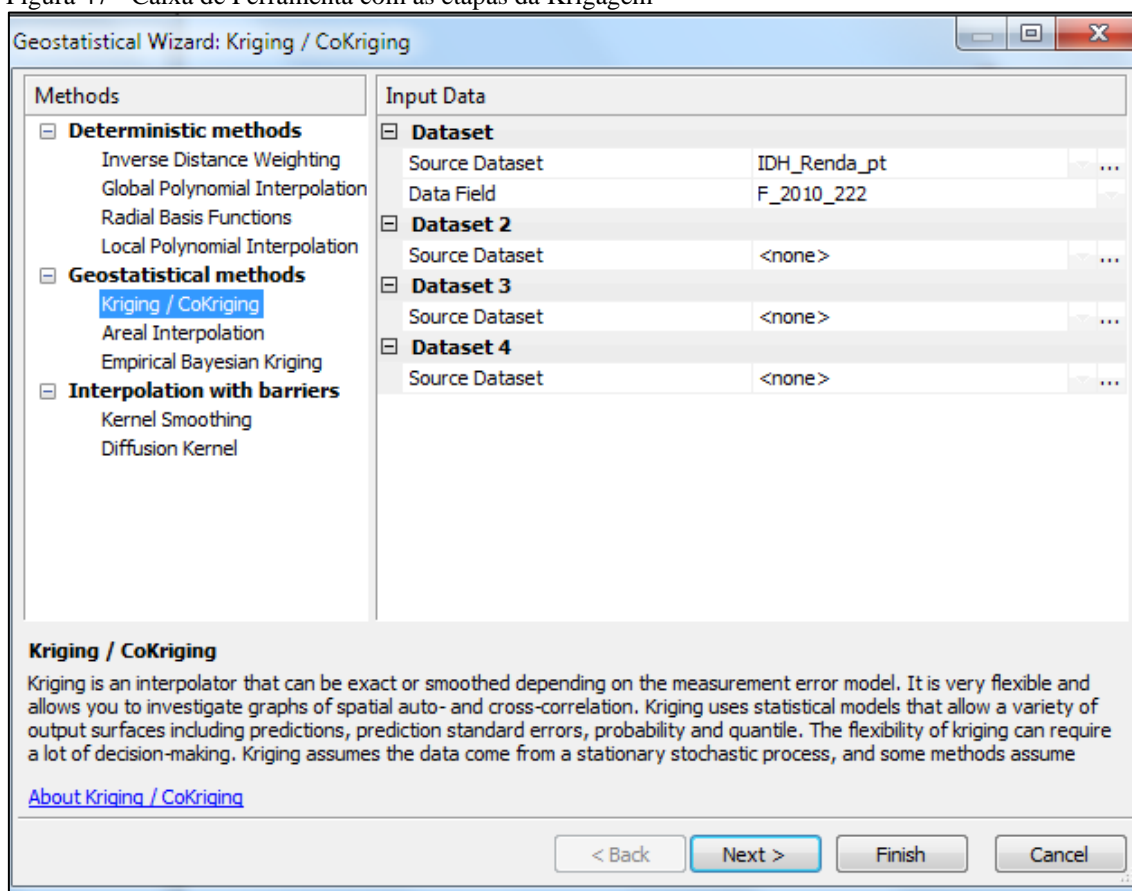 Figura 47 - Caixa de Ferramenta com as etapas da Krigagem
Geostatistical Wizard: Kriging / CoKriging
Methods
Deterministic methods
Inverse Distance Weighting
Global Polynomial Interpolation
Radial Basis Functions
Local Polynomial Interpolation
Geostatistical methods
Kriging / CoKriging
Areal Interpolation
Empirical Bayesian Kriging
Interpolation with barriers
Kernel Smoothing
Diffusion Kernel
Input Data
Dataset
Source Dataset IDH_Renda_pt ...
Data Field F_2010_222
Dataset 2
Source Dataset <none> ...
Dataset 3
Source Dataset <none> ...
Dataset 4
Source Dataset <none> ...
Kriging / CoKriging
Kriging is an interpolator that can be exact or smoothed depending on the measurement error model. It is very flexible and
allows you to investigate graphs of spatial auto- and cross-correlation. Kriging uses statistical models that allow a variety of
output surfaces including predictions, prediction standard errors, probability and quantile. The flexibility of kriging can require
a lot of decision-making. Kriging assumes the data come from a stationary stochastic process, and some methods assume
About Kriging / CoKriging
< Back Next > Finish Cancel